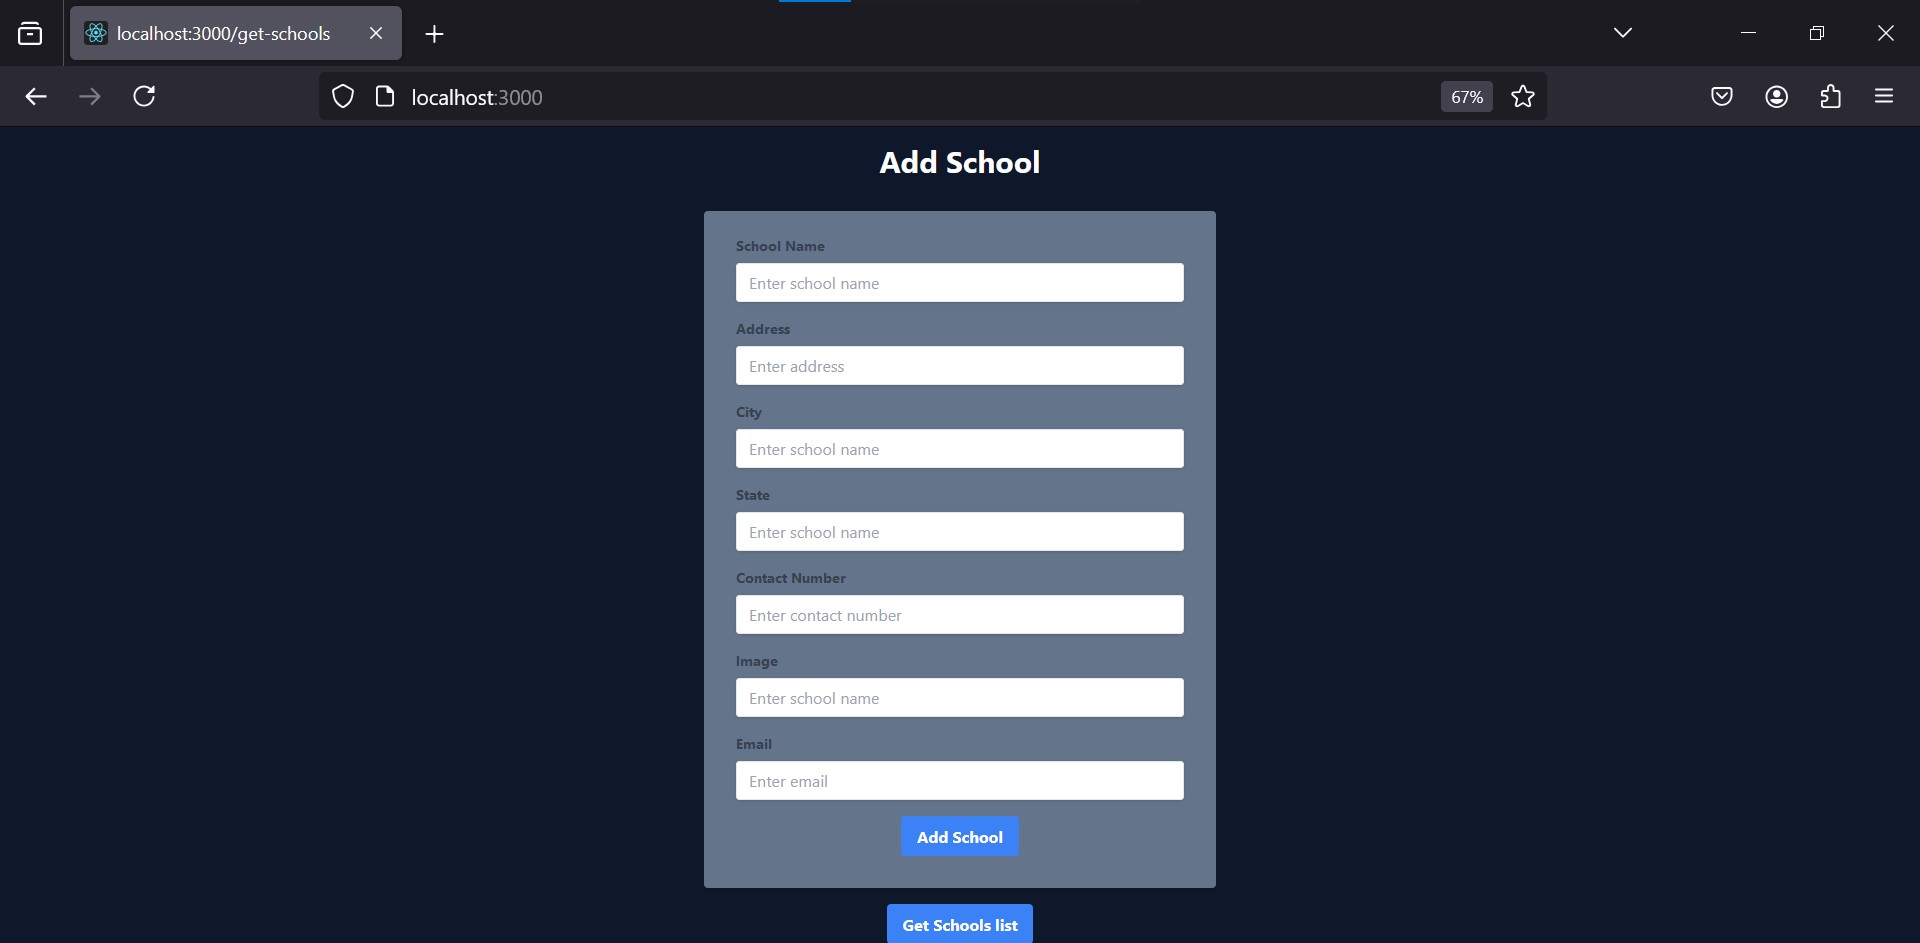 localhost:3000/get-schools
localhost:3000
67%
Add School
School Name
Enter school name
Address
Enter address
City
Enter school name
State
Enter school name
Contact Number
Enter contact number
Image
Enter school name
Email
Enter email
Add School
Get Schools list